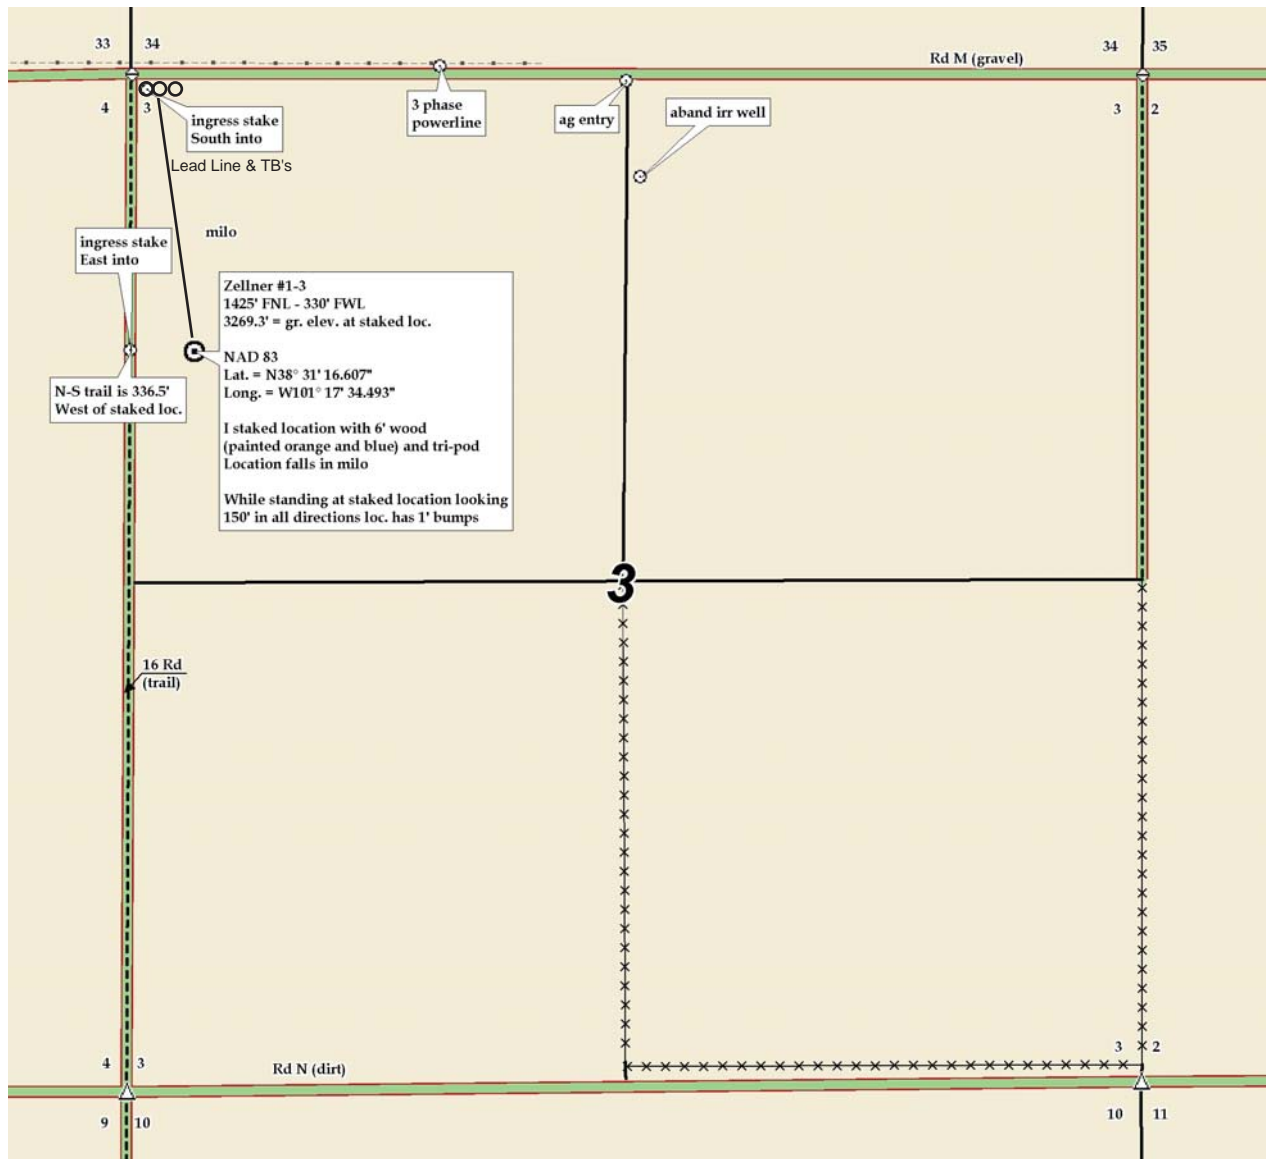 33 34
34 35
Rd M (gravel)
4 3
3 2
ingress stake
South into
3 phase
powerline
ag entry
aband irr well
Lead Line & TB's
milo
ingress stake
East into
Zellner #1-3
1425' FNL - 330' FWL
3269.3' = gr. elev. at staked loc.
NAD 83
Lat. = N38° 31' 16.607"
Long. = W101° 17' 34.493"
I staked location with 6' wood
(painted orange and blue) and tri-pod
Location falls in milo
While standing at staked location looking
150' in all directions loc. has 1' bumps
N-S trail is 336.5'
West of staked loc.
3
16 Rd
(trail)
4 3
Rd N (dirt)
3 2
9 10
10 11